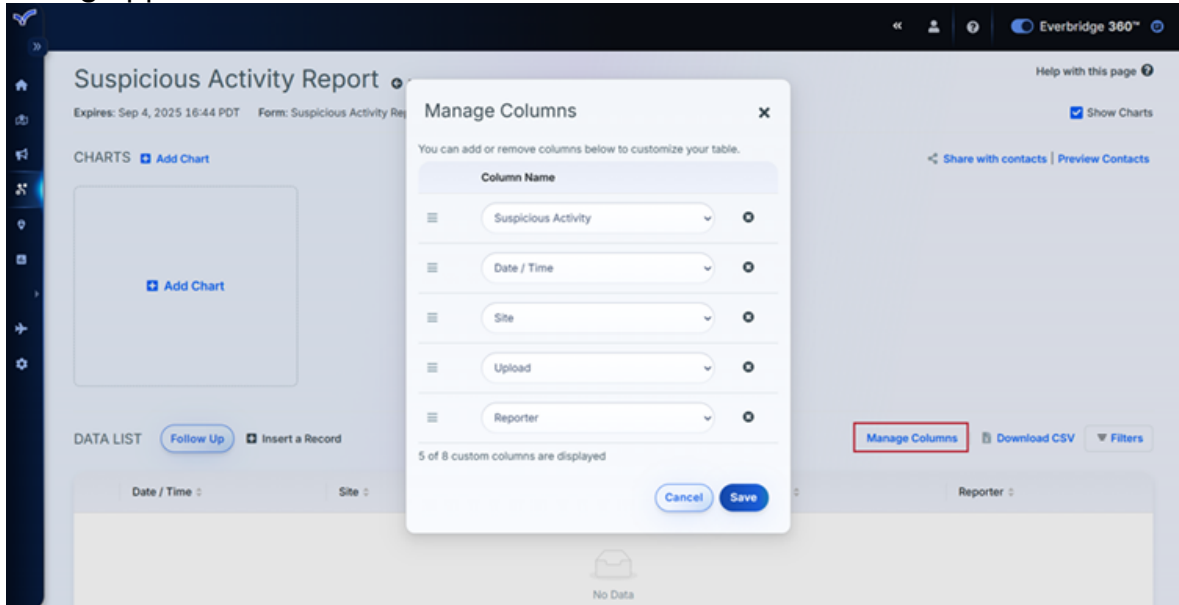 Everbridge 360™
Suspicious Activity Report
Help with this page
Expires: Sep 4, 2025 16:44 PDT Form: Suspicious Activity
Show Charts
CHARTS Add Chart
Share with contacts | Preview Contacts
Add Chart
Manage Columns
You can add or remove columns below to customize your table.
Column Name
Suspicious Activity
Date / Time
Site
Upload
Reporter
5 of 8 custom columns are displayed
Cancel Save
DATA LIST Follow Up Insert a Record
Manage Columns Download CSV Filters
Date / Time Site Reporter
No Data